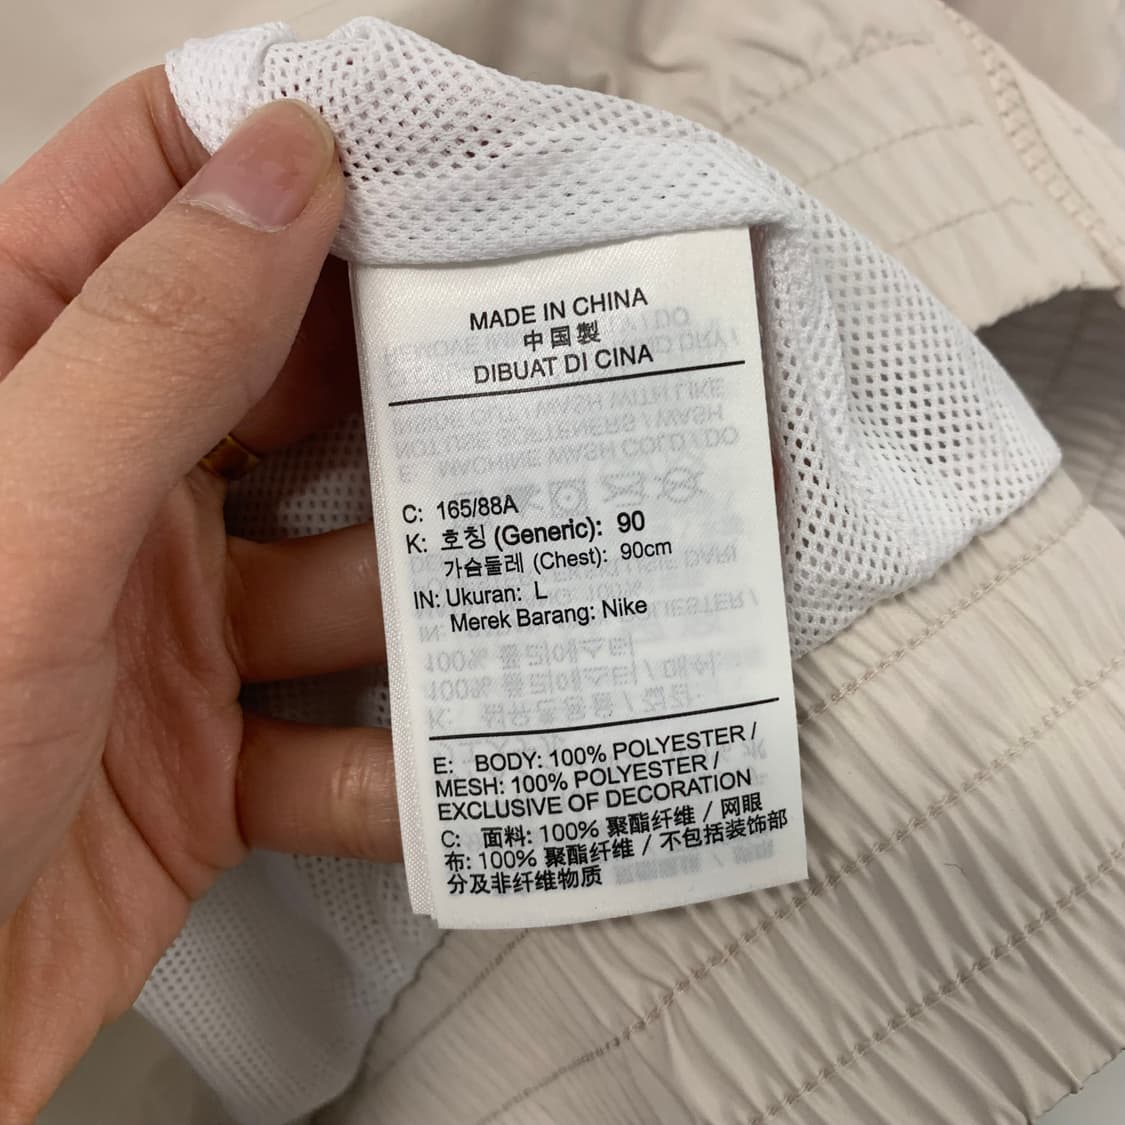 MADE IN CHINA
中国製
DIBUAT DI CINA
C: 165/88A
K: 호칭 (Generic): 90
가슴둘레 (Chest): 90cm
IN: Ukuran: L
Merek Barang: Nike
E: BODY: 100% POLYESTER /
MESH: 100% POLYESTER /
EXCLUSIVE OF DECORATION
C: 面料: 100% 聚酯纤维 / 网眼
布: 100% 聚酯纤维 / 不包括装饰部
分及非纤维物质